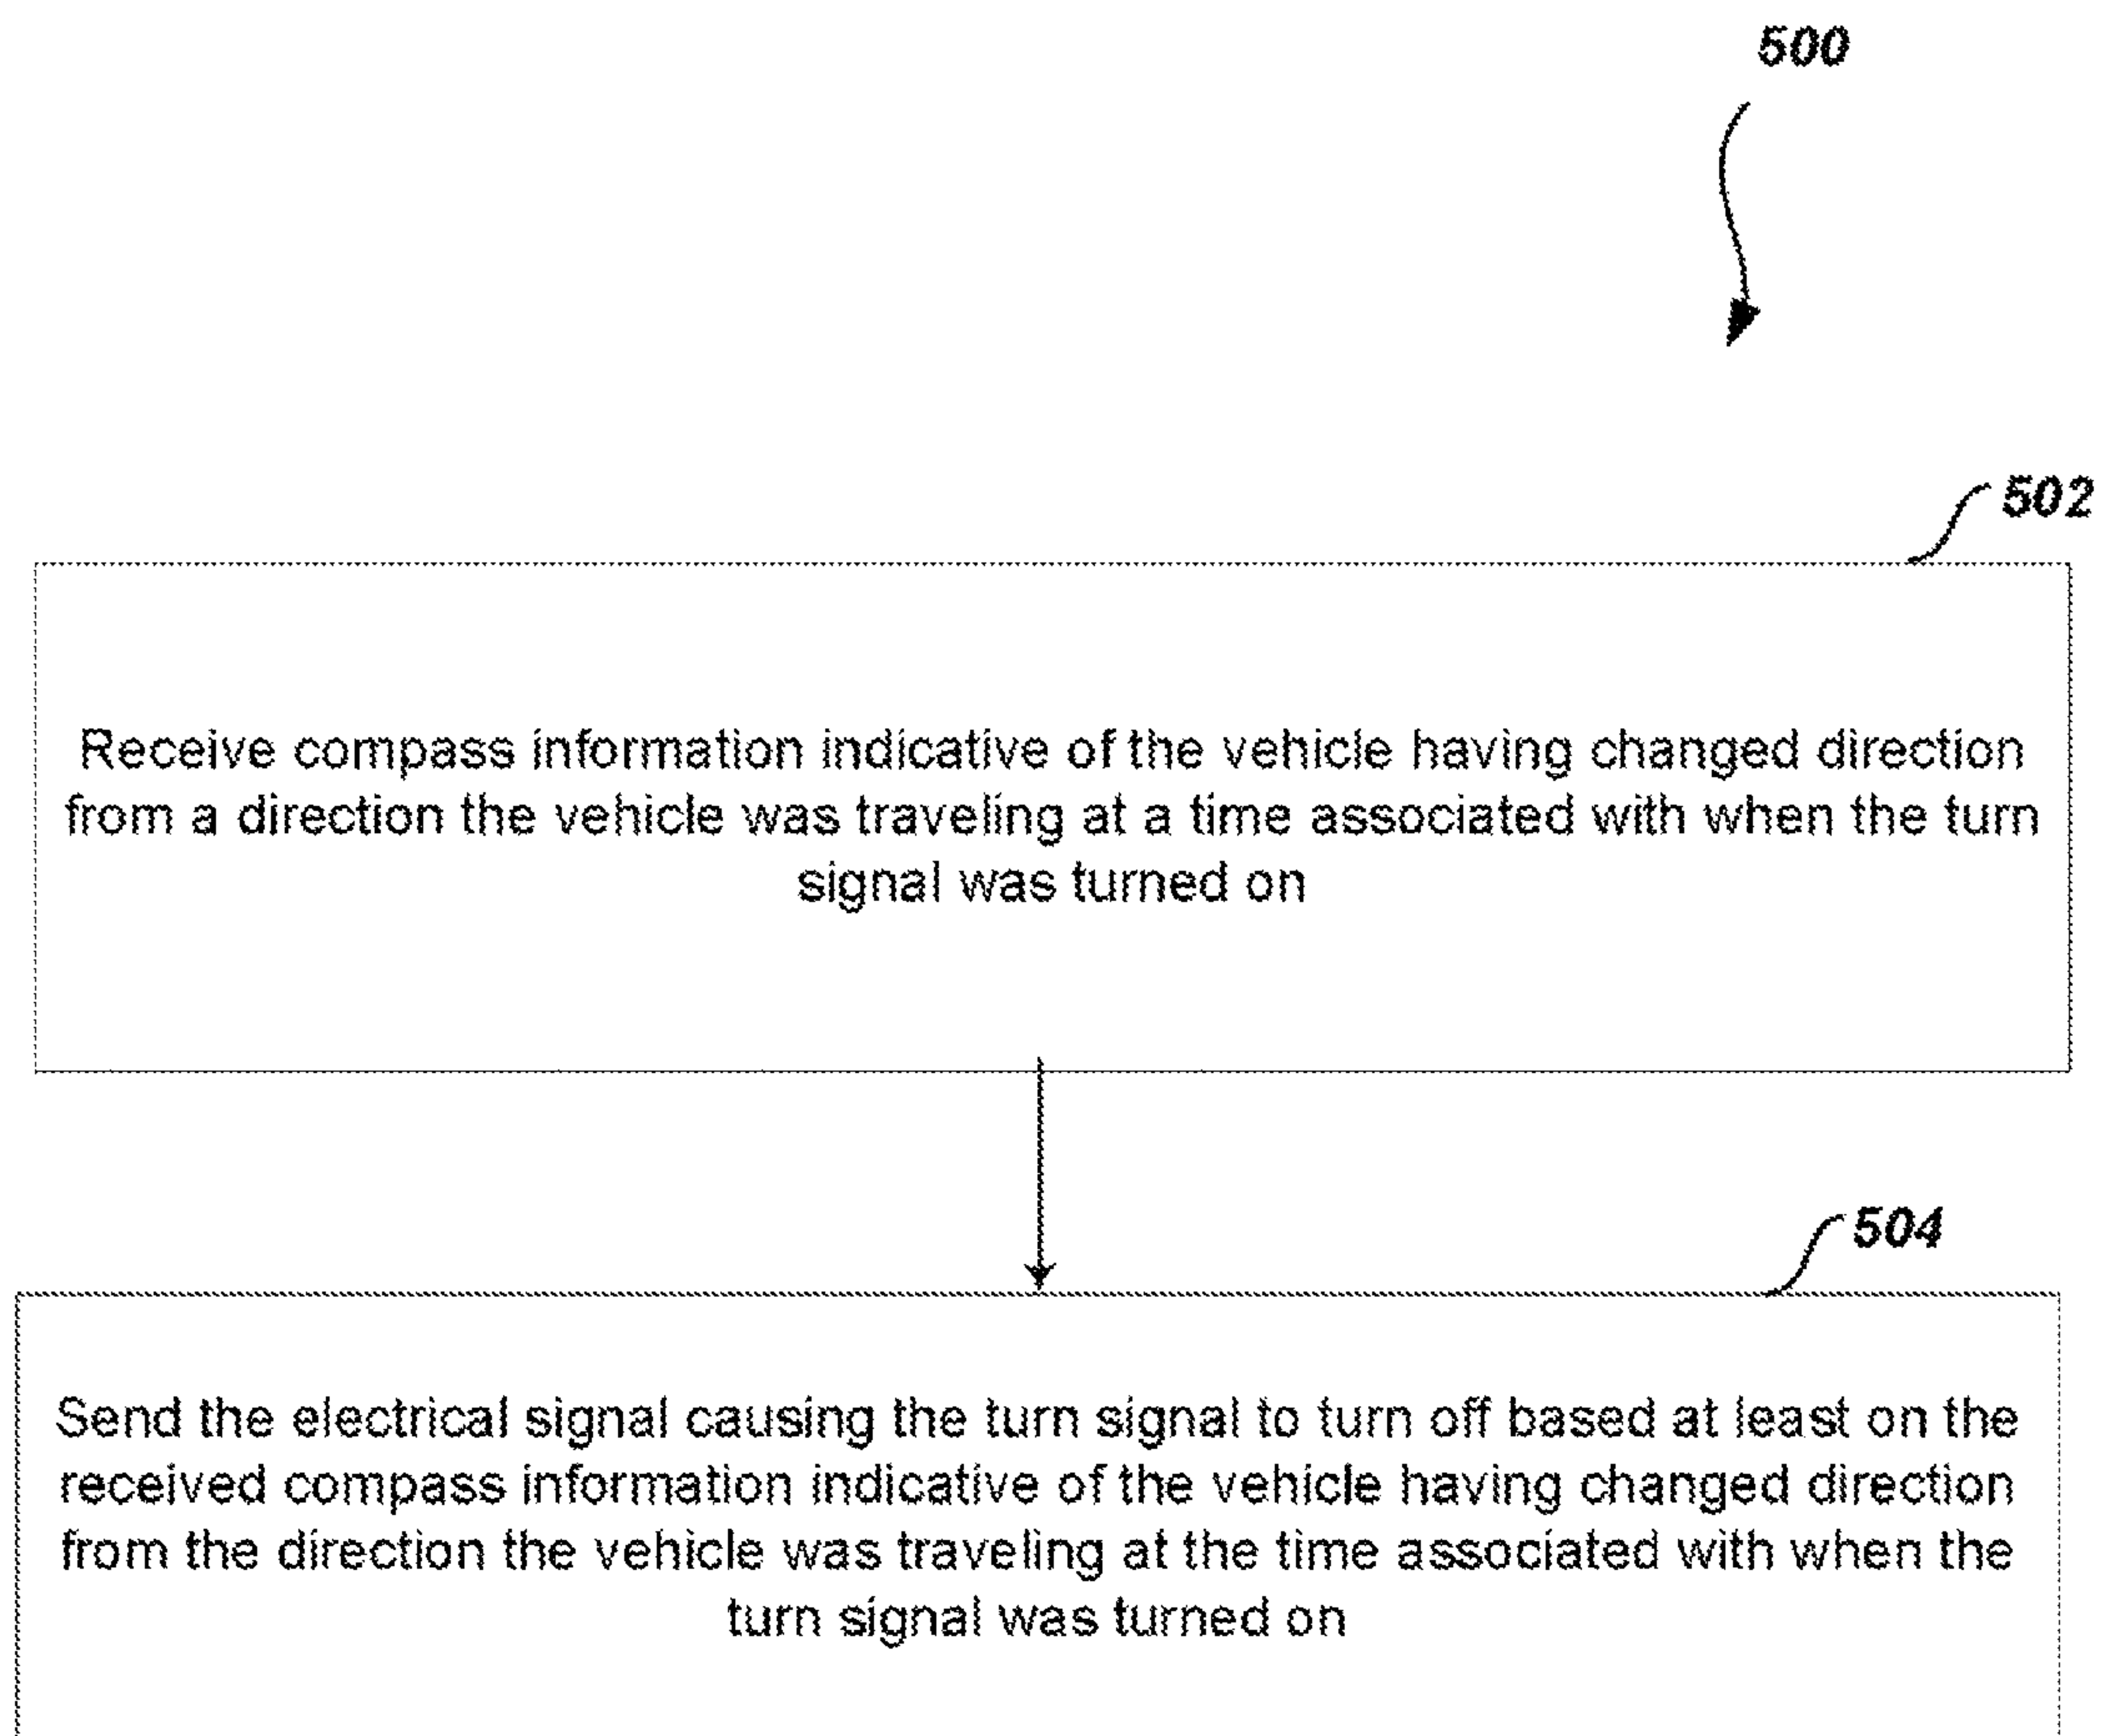 500
502
Receive compass information indicative of the vehicle having changed direction
from a direction the vehicle was traveling at a time associated with when the turn
signal was turned on
504
Send the electrical signal causing the turn signal to turn off based at least on the
received compass information indicative of the vehicle having changed direction
from the direction the vehicle was traveling at the time associated with when the
turn signal was turned on